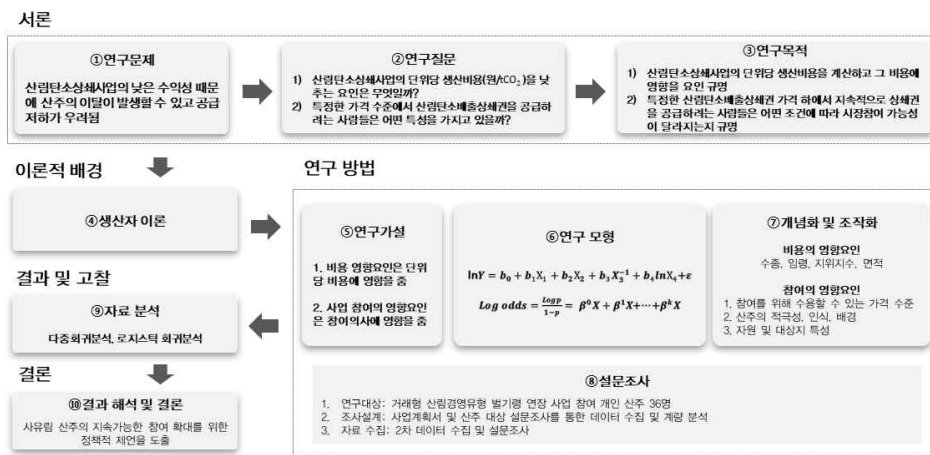 서론
①연구문제
산림탄소상쇄사업의 낮은 수익성 때문
에 산주의 이탈이 발생할 수 있고 공급
저하가 우려됨
②연구질문
1) 산림탄소상쇄사업의 단위당 생산비용(원/tCO₂)을 낮
추는 요인은 무엇일까?
2) 특정한 가격 수준에서 산림탄소배출상쇄권을 공급하
려는 사람들은 어떤 특성을 가지고 있을까?
③연구목적
1) 산림탄소상쇄사업의 단위당 생산비용을 계산하고 그 비용에
영향을 요인 규명
2) 특정한 산림탄소배출상쇄권 가격 하에서 지속적으로 상쇄권
을 공급하려는 사람들은 어떤 조건에 따라 시장참여 가능성
이 달라지는지 규명
이론적 배경
④생산자 이론
연구 방법
⑤연구가설
1. 비용 영향요인은 단위
당 비용에 영향을 줌
2. 사업 참여의 영향요인
은 참여의사에 영향을 줌
⑥연구 모형
lnY = b₀ + b₁X₁ + b₂X₂ + b₃X₃⁻¹ + b₄lnX₄ + ε
Log odds = Logp/1−p = β⁰X + β¹X+⋯+βᵏX
⑦개념화 및 조작화
비용의 영향요인
수종, 임령, 지위지수, 면적
참여의 영향요인
1. 참여를 위해 수용할 수 있는 가격 수준
2. 산주의 적극성, 인식, 배경
3. 자원 및 대상지 특성
⑧설문조사
1. 연구대상: 거래형 산림경영유형 벌기령 연장 사업 참여 개인 산주 36명
2. 조사설계: 사업계획서 및 산주 대상 설문조사를 통한 데이터 수집 및 계량 분석
3. 자료 수집: 2차 데이터 수집 및 설문조사
결과 및 고찰
⑨자료 분석
다중회귀분석, 로지스틱 회귀분석
결론
⑩결과 해석 및 결론
사유림 산주의 지속가능한 참여 확대를 위한
정책적 제언을 도출